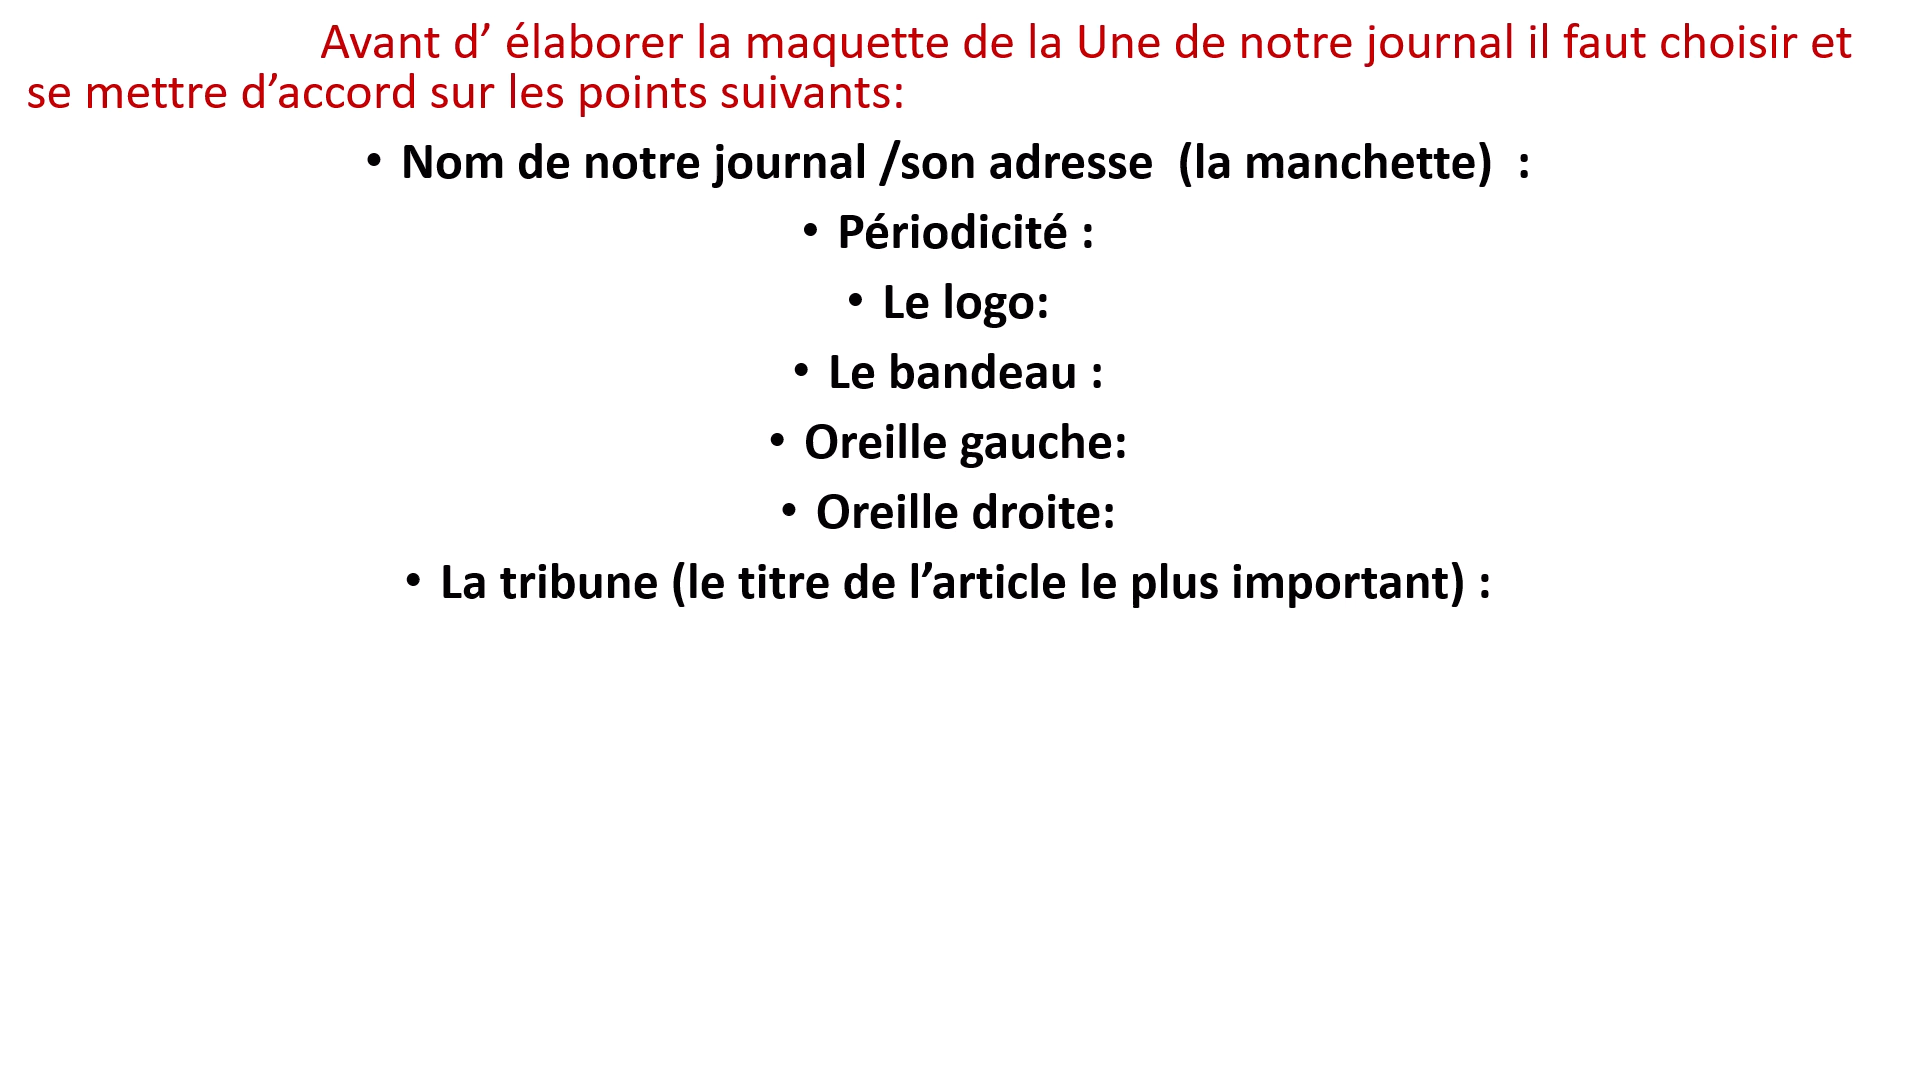 Avant d’ élaborer la maquette de la Une de notre journal il faut choisir et
se mettre d’accord sur les points suivants:
• Nom de notre journal /son adresse  (la manchette)  :
• Périodicité :
• Le logo:
• Le bandeau :
• Oreille gauche:
• Oreille droite:
• La tribune (le titre de l’article le plus important) :